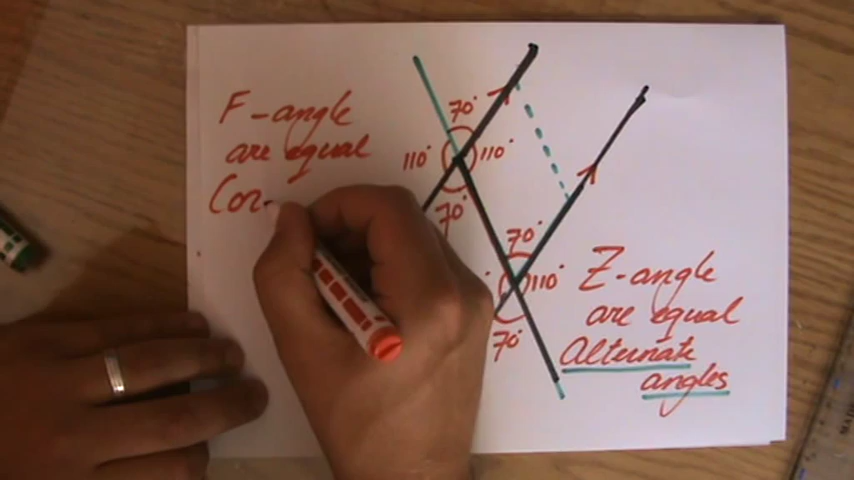 F-angle
are equal
Cor
70°
110° 110°
70°
70°
110°
70°
Z-angle
are equal
Alternate
angles